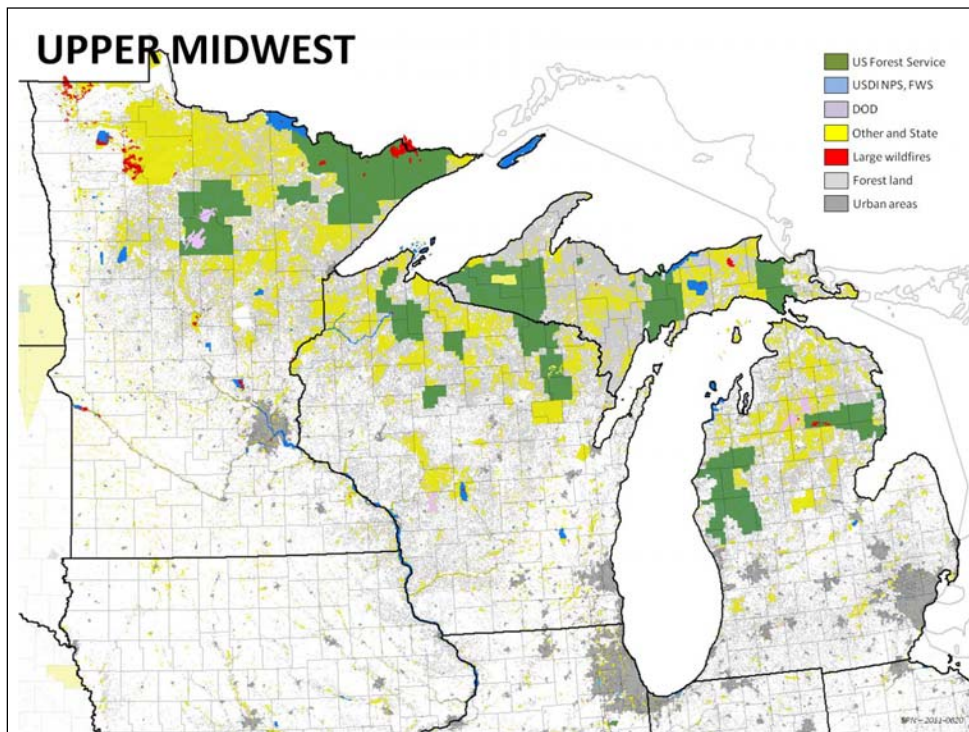 UPPER MIDWEST
US Forest Service
USDI NPS, FWS
DOD
Other and State
Large wildfires
Forest land
Urban areas